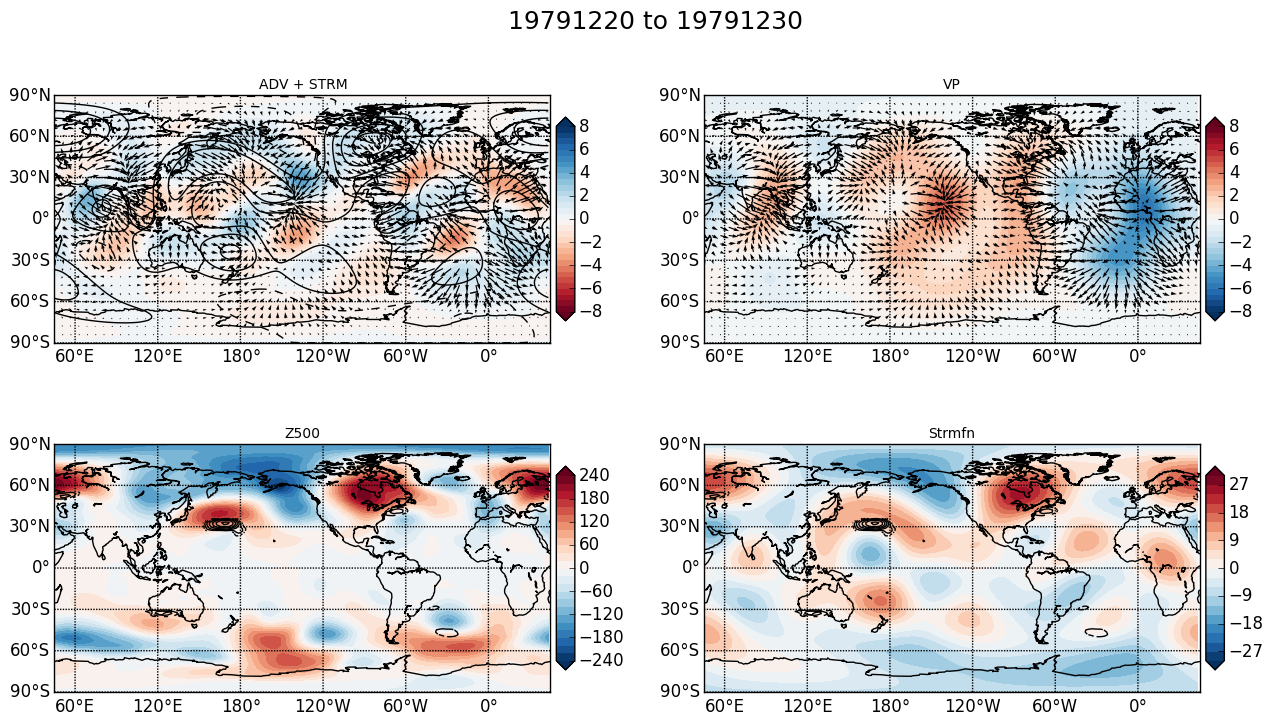 19791220 to 19791230
ADV + STRM
90°N
60°N
30°N
0°
30°S
60°S
90°S
60°E 120°E 180° 120°W 60°W 0°
8
6
4
2
0
−2
−4
−6
−8
VP
90°N
60°N
30°N
0°
30°S
60°S
90°S
60°E 120°E 180° 120°W 60°W 0°
8
6
4
2
0
−2
−4
−6
−8
Z500
90°N
60°N
30°N
0°
30°S
60°S
90°S
60°E 120°E 180° 120°W 60°W 0°
240
180
120
60
0
−60
−120
−180
−240
Strmfn
90°N
60°N
30°N
0°
30°S
60°S
90°S
60°E 120°E 180° 120°W 60°W 0°
27
18
9
0
−9
−18
−27